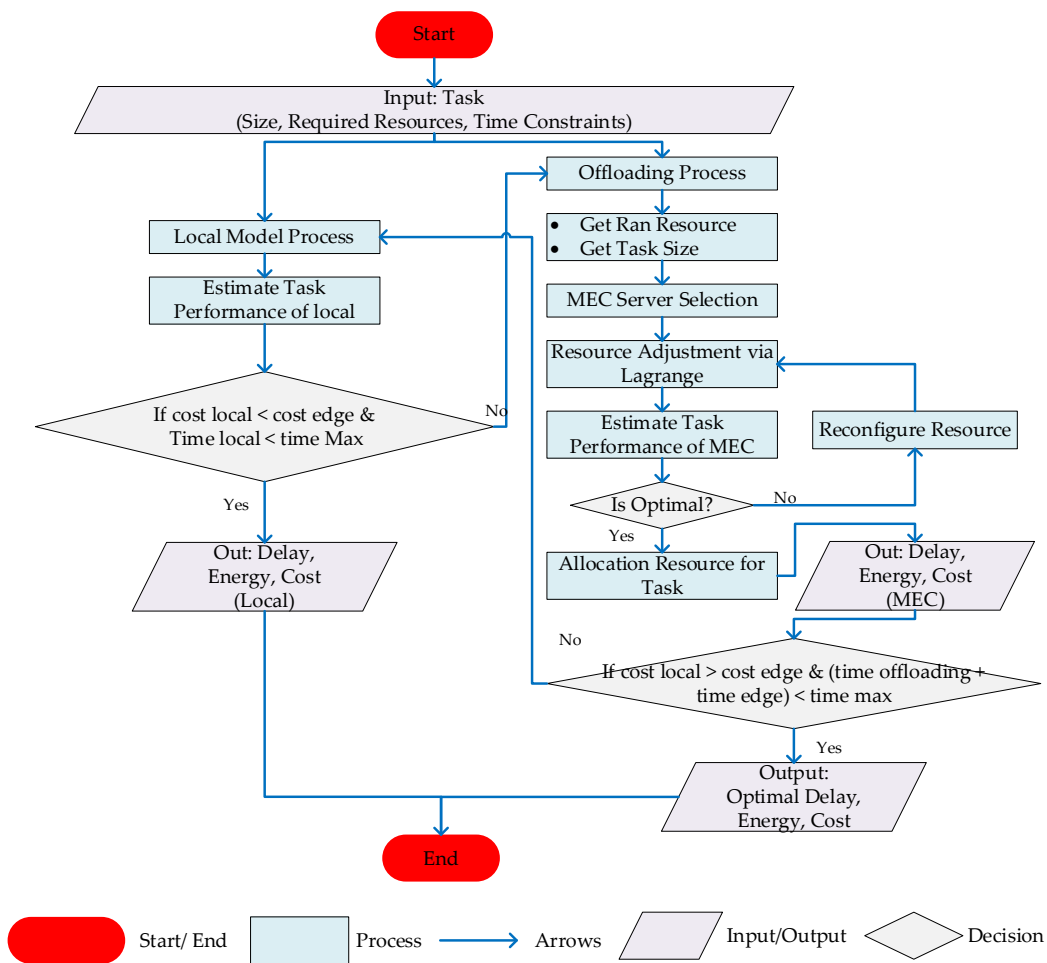 Start
Input: Task
(Size, Required Resources, Time Constraints)
Offloading Process
• Get Ran Resource
• Get Task Size
Local Model Process
Estimate Task
Performance of local
MEC Server Selection
Resource Adjustment via
Lagrange
If cost local < cost edge &
Time local < time Max
No
Estimate Task
Performance of MEC
Reconfigure Resource
Is Optimal?
No
Yes
Yes
Out: Delay,
Energy, Cost
(Local)
Allocation Resource for
Task
Out: Delay,
Energy, Cost
(MEC)
No
If cost local > cost edge & (time offloading +
time edge) < time max
Yes
Output:
Optimal Delay,
Energy, Cost
End
Start/ End
Process
Arrows
Input/Output
Decision